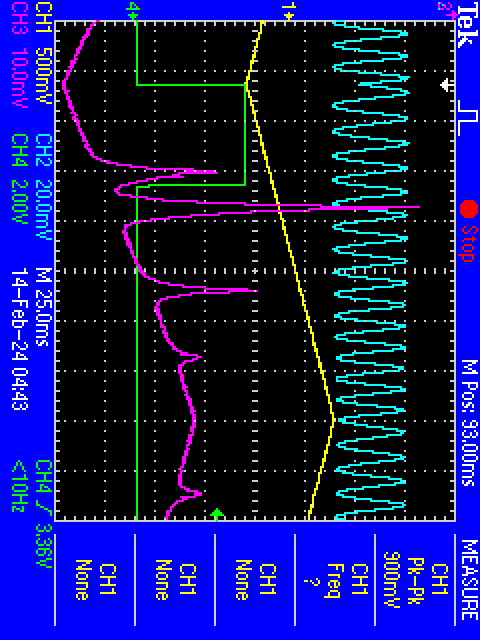 Tek Stop M Pos: 93.00ms MEASURE
CH1
Pk-Pk
900mV
1
CH1
Freq
?
CH1
None
4
CH1
None
CH1
None
CH1 500mV CH2 20.0mV M 25.0ms CH4 / 3.36V
CH3 10.0mV CH4 2.00V 14-Feb-24 04:43 <10Hz